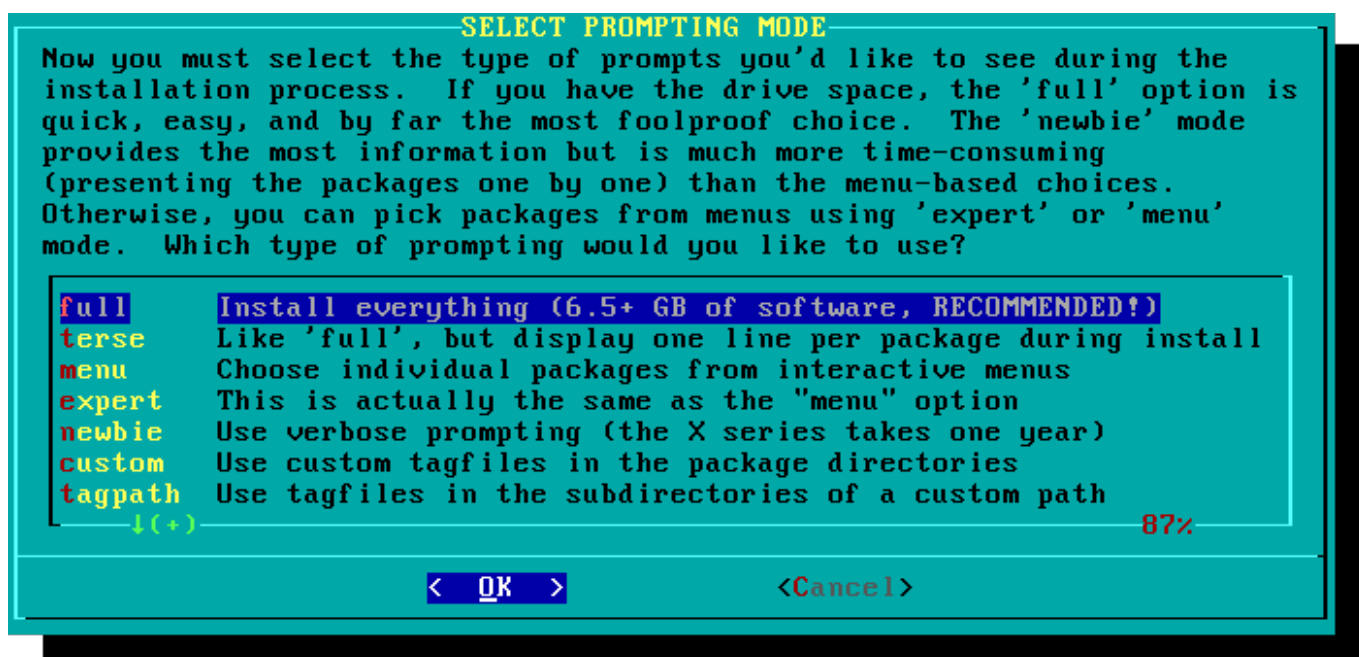 SELECT PROMPTING MODE
Now you must select the type of prompts you'd like to see during the
installation process.  If you have the drive space, the 'full' option is
quick, easy, and by far the most foolproof choice.  The 'newbie' mode
provides the most information but is much more time-consuming
(presenting the packages one by one) than the menu-based choices.
Otherwise, you can pick packages from menus using 'expert' or 'menu'
mode.  Which type of prompting would you like to use?
full     Install everything (6.5+ GB of software, RECOMMENDED!)
terse    Like 'full', but display one line per package during install
menu     Choose individual packages from interactive menus
expert   This is actually the same as the "menu" option
newbie   Use verbose prompting (the X series takes one year)
custom   Use custom tagfiles in the package directories
tagpath  Use tagfiles in the subdirectories of a custom path
↓(+) 87%
<  OK  > <Cancel>